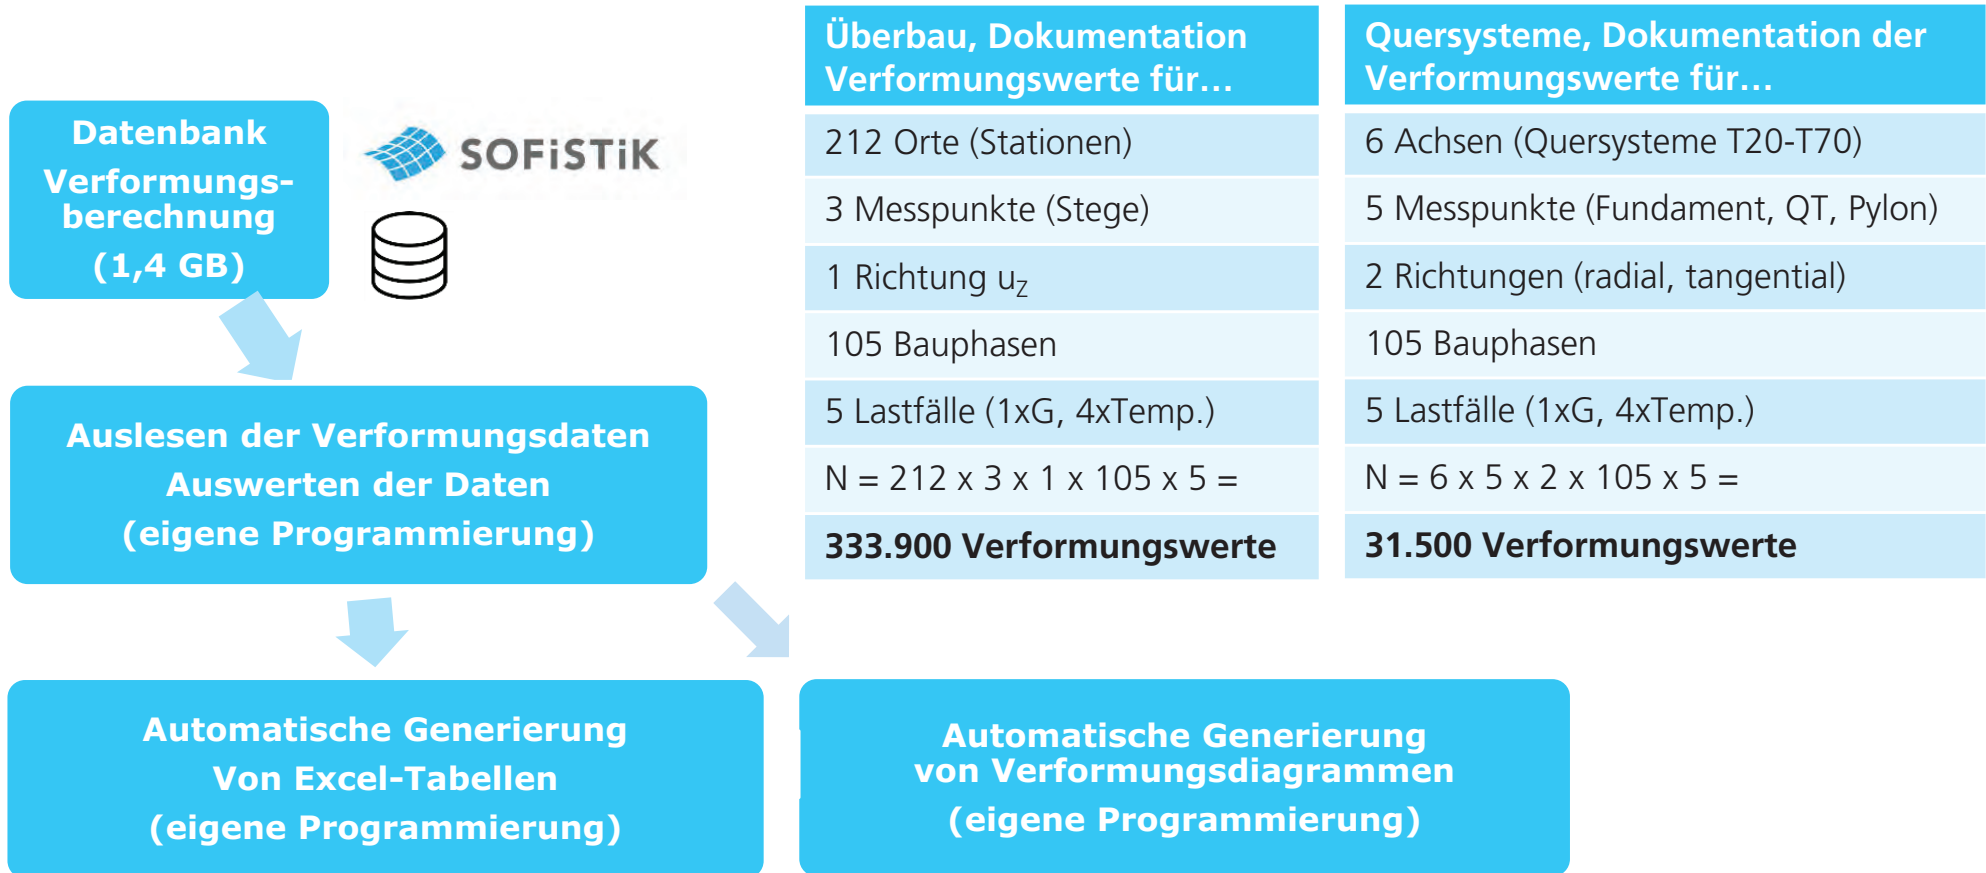 Datenbank
Verformungs-
berechnung
(1,4 GB)
SOFiSTiK
Auslesen der Verformungsdaten
Auswerten der Daten
(eigene Programmierung)
Automatische Generierung
Von Excel-Tabellen
(eigene Programmierung)
Automatische Generierung
von Verformungsdiagrammen
(eigene Programmierung)
Überbau, Dokumentation
Verformungswerte für...
212 Orte (Stationen)
3 Messpunkte (Stege)
1 Richtung uz
105 Bauphasen
5 Lastfälle (1xG, 4xTemp.)
N = 212 x 3 x 1 x 105 x 5 =
333.900 Verformungswerte
Quersysteme, Dokumentation der
Verformungswerte für...
6 Achsen (Quersysteme T20-T70)
5 Messpunkte (Fundament, QT, Pylon)
2 Richtungen (radial, tangential)
105 Bauphasen
5 Lastfälle (1xG, 4xTemp.)
N = 6 x 5 x 2 x 105 x 5 =
31.500 Verformungswerte